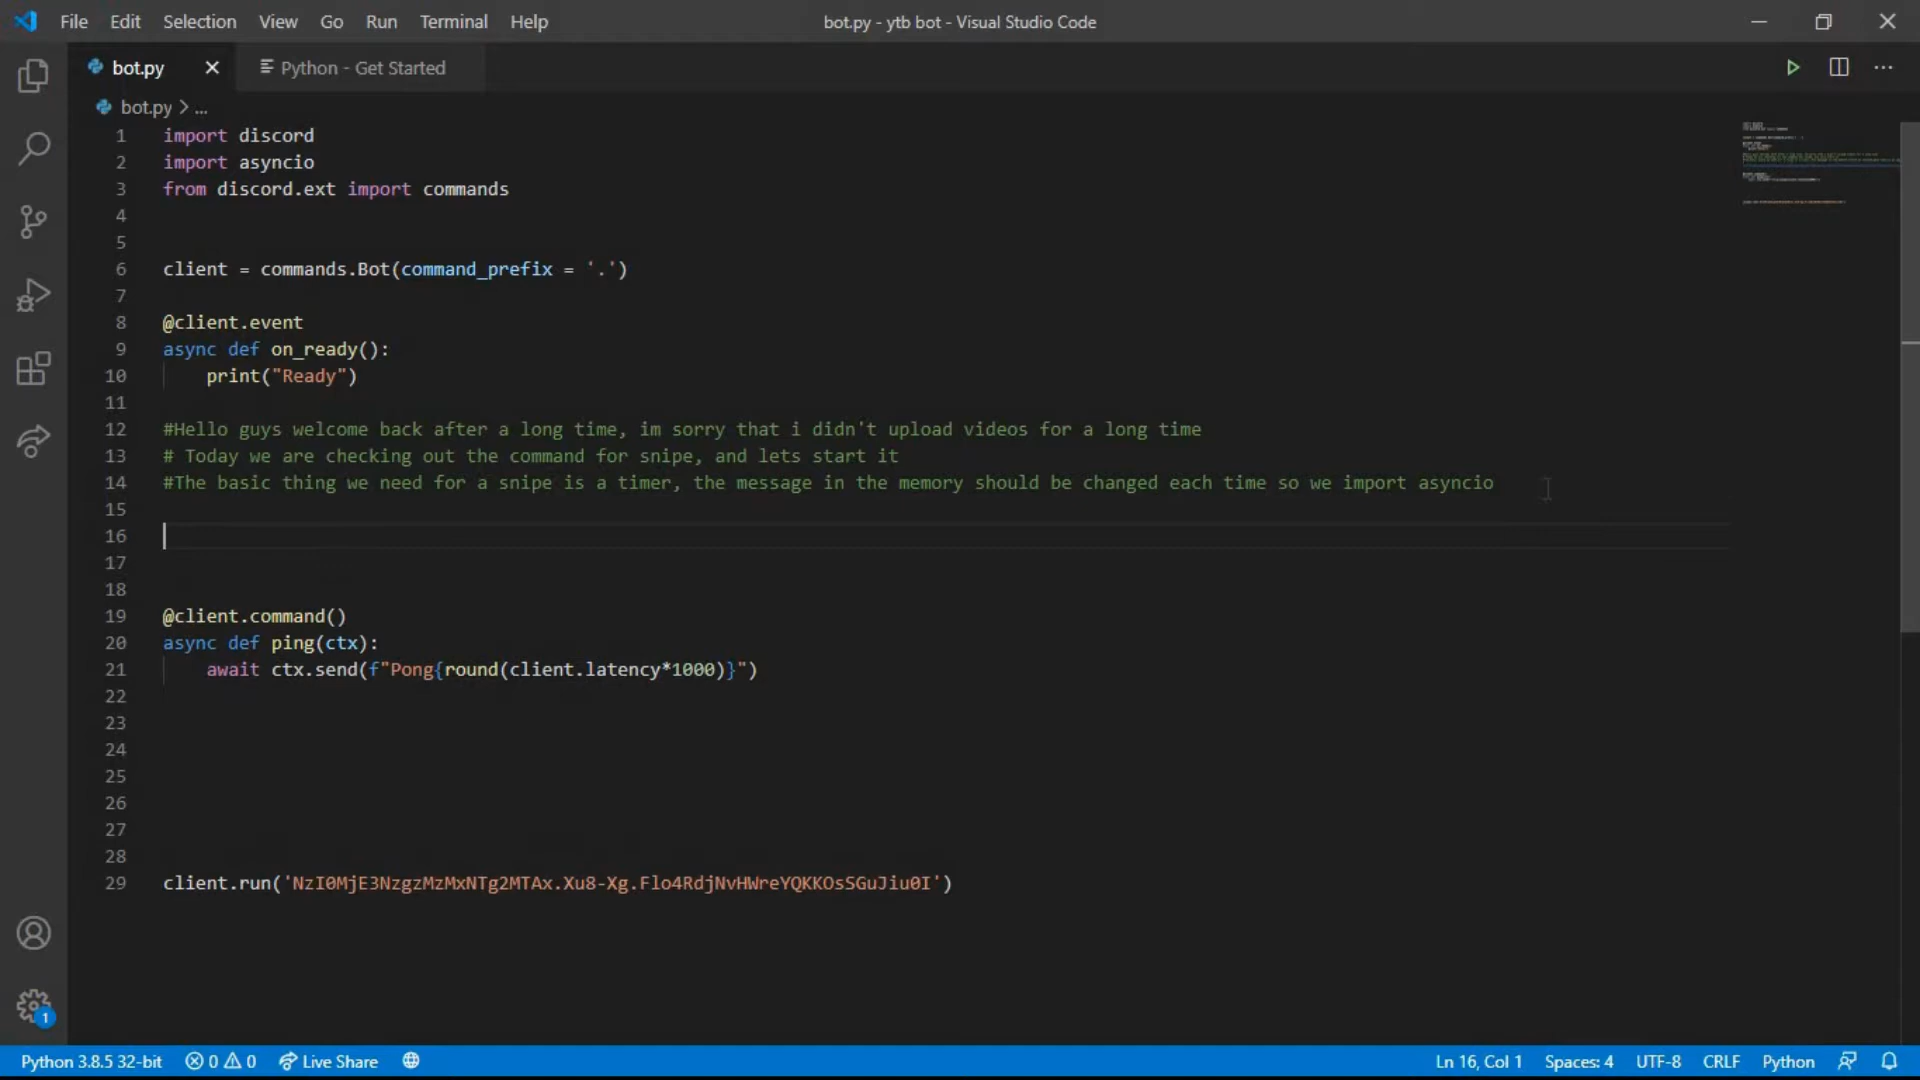 File Edit Selection View Go Run Terminal Help bot.py - ytb bot - Visual Studio Code
bot.py Python - Get Started
bot.py > ...
1 import discord
2 import asyncio
3 from discord.ext import commands
4
5
6 client = commands.Bot(command_prefix = '.')
7
8 @client.event
9 async def on_ready():
10 print("Ready")
11
12 #Hello guys welcome back after a long time, im sorry that i didn't upload videos for a long time
13 # Today we are checking out the command for snipe, and lets start it
14 #The basic thing we need for a snipe is a timer, the message in the memory should be changed each time so we import asyncio
15
16
17
18
19 @client.command()
20 async def ping(ctx):
21 await ctx.send(f"Pong{round(client.latency*1000)}")
22
23
24
25
26
27
28
29 client.run('NzI0MjE3NzgzMzMxNTg2MTAx.Xu8-Xg.Flo4RdjNvHWreYQKKOsSGuJiu0I')
1
Python 3.8.5 32-bit 0 0 Live Share Ln 16, Col 1 Spaces: 4 UTF-8 CRLF Python